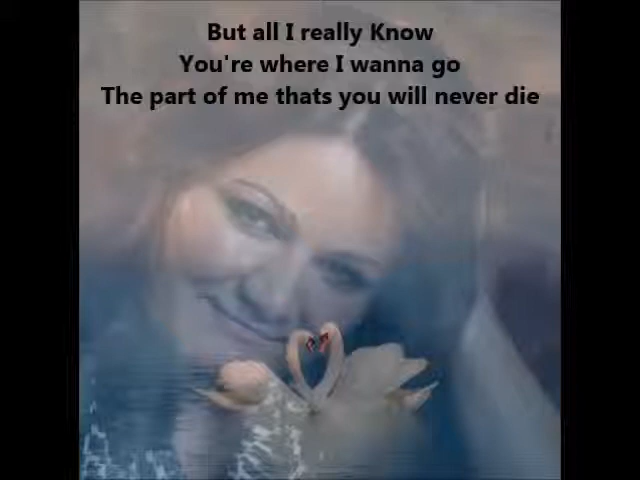 But all I really Know
You're where I wanna go
The part of me thats you will never die